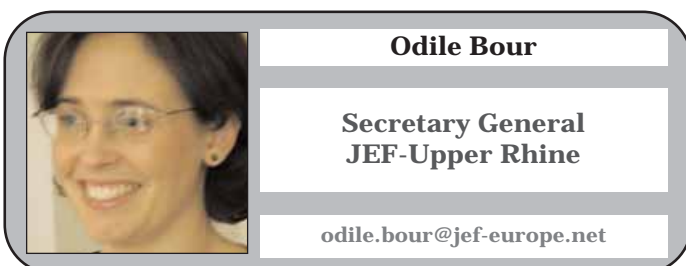 Odile Bour
Secretary General
JEF-Upper Rhine
odile.bour@jef-europe.net